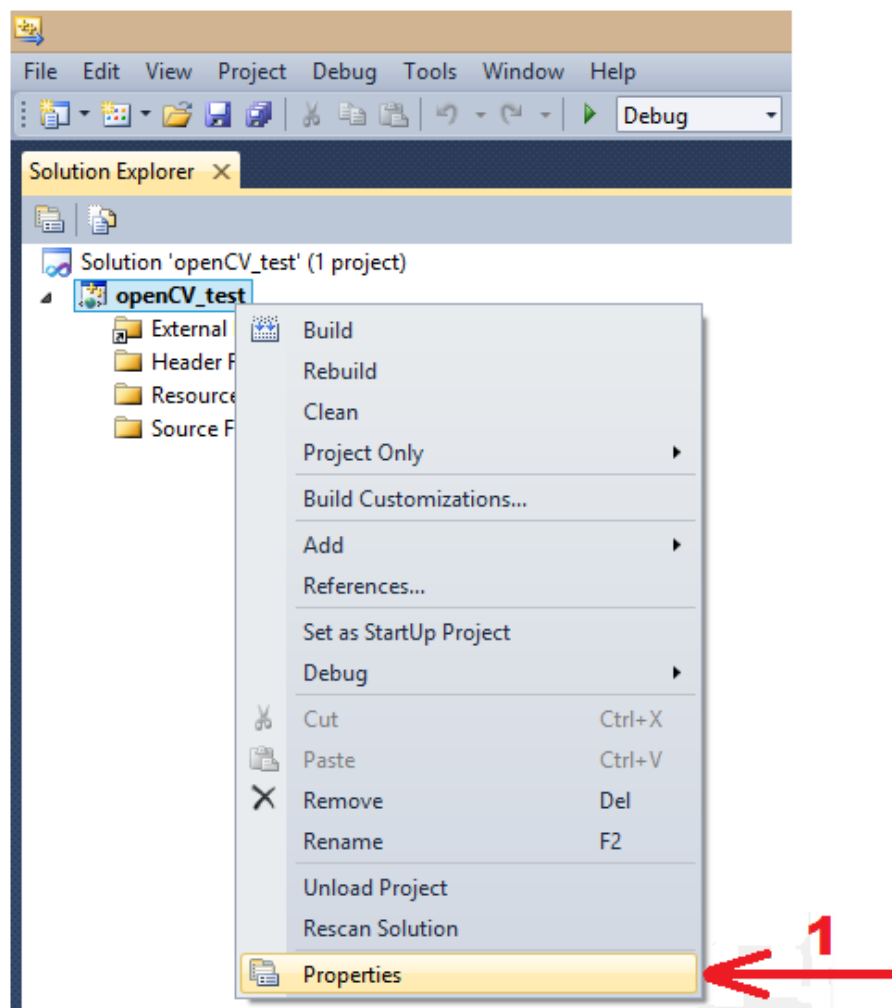 File Edit View Project Debug Tools Window Help
Debug
Solution Explorer
Solution 'openCV_test' (1 project)
openCV_test
External
Header F
Resource
Source F
Build
Rebuild
Clean
Project Only
Build Customizations...
Add
References...
Set as StartUp Project
Debug
Cut Ctrl+X
Paste Ctrl+V
Remove Del
Rename F2
Unload Project
Rescan Solution
Properties
1